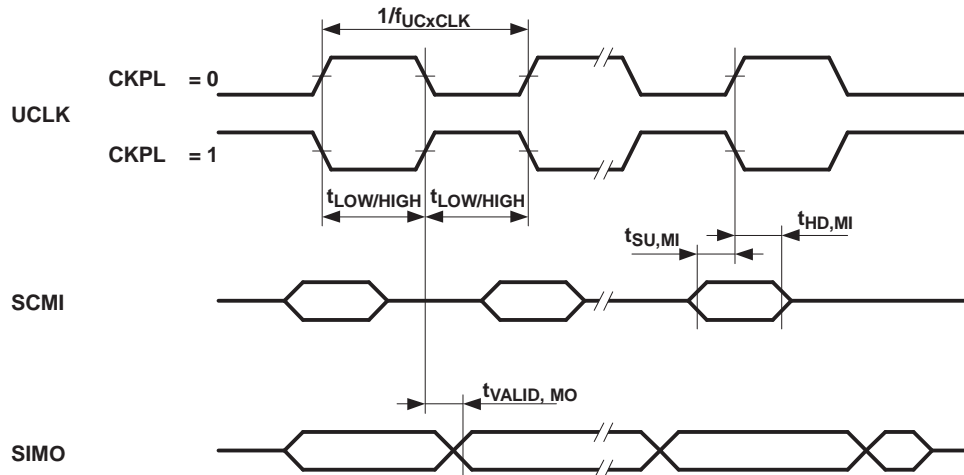 1/fUCxCLK
CKPL = 0
UCLK
CKPL = 1
tLOW/HIGH tLOW/HIGH
tHD,MI
tSU,MI
SCMI
tVALID, MO
SIMO